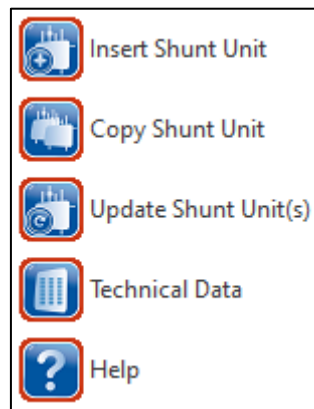 Insert Shunt Unit
Copy Shunt Unit
Update Shunt Unit(s)
Technical Data
? Help